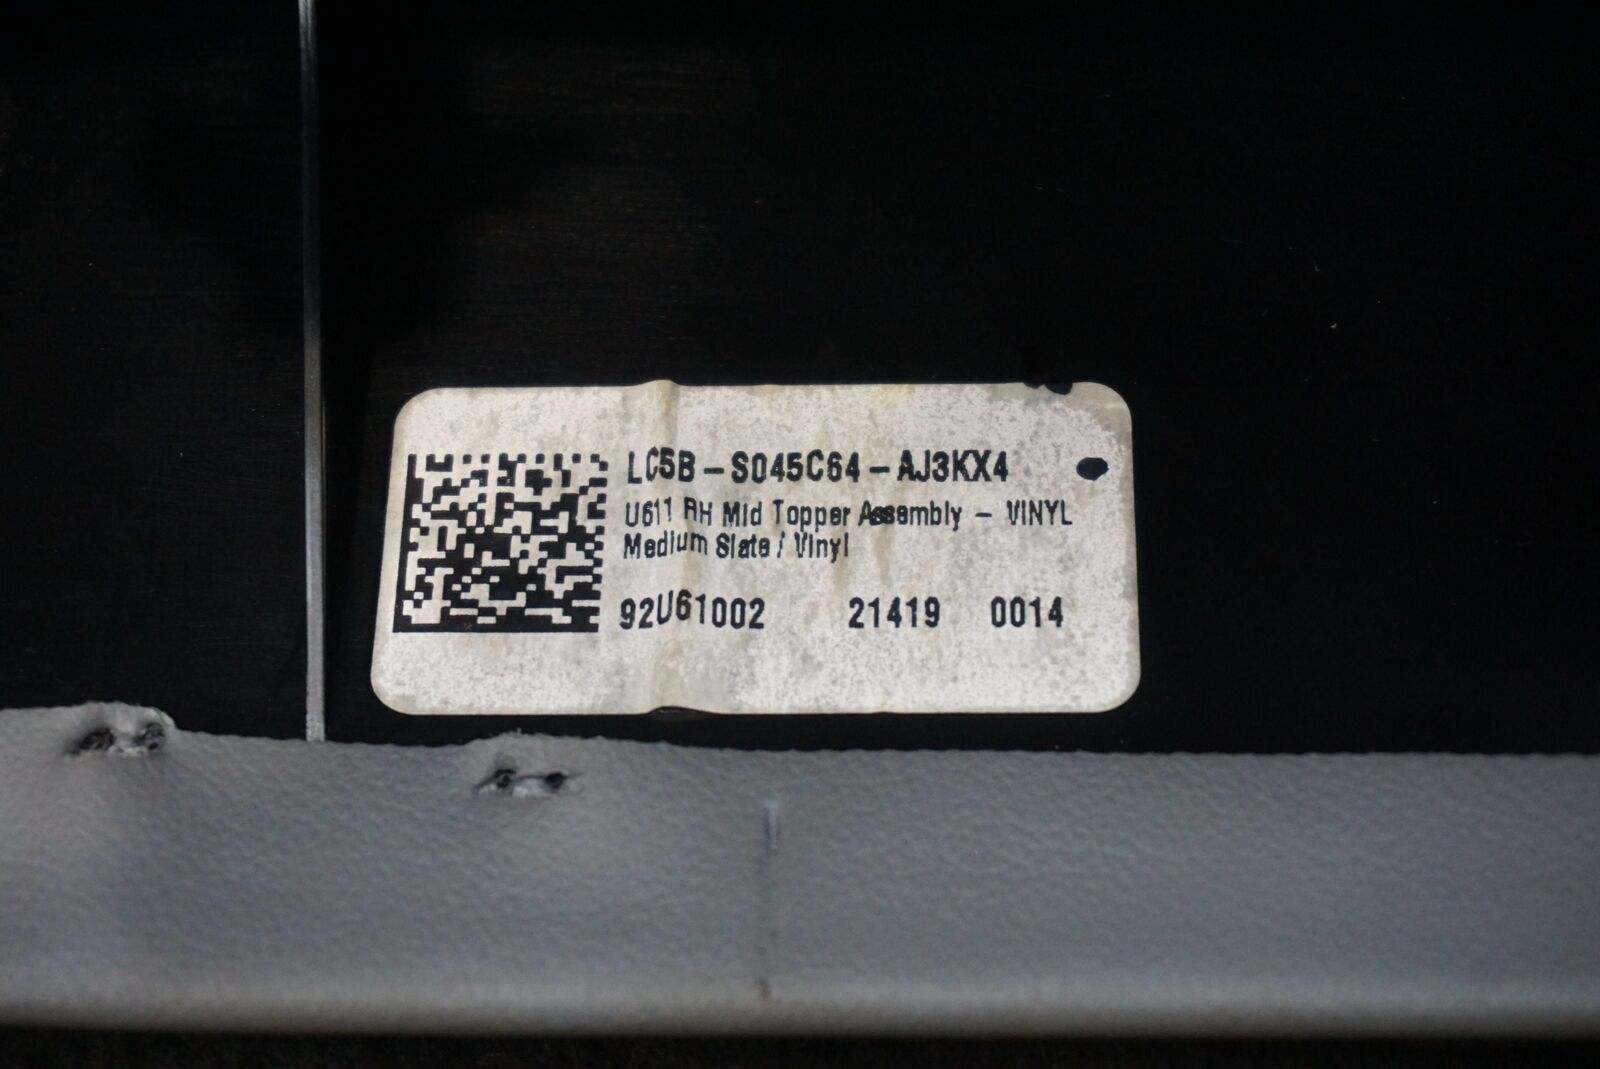 LC5B-S045C64-AJ3KX4
U611 RH Mid Topper Assembly - VINYL
Medium Slate / Vinyl
92U61002 21419 0014